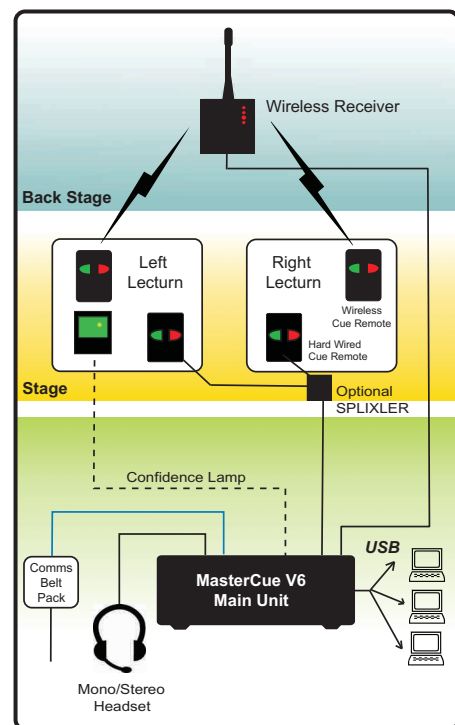 Wireless Receiver
Back Stage
Left
Lecturn
Right
Lecturn
Wireless
Cue Remote
Hard Wired
Cue Remote
Stage
Optional
SPLIXLER
Confidence Lamp
USB
Comms
Belt
Pack
MasterCue V6
Main Unit
Mono/Stereo
Headset